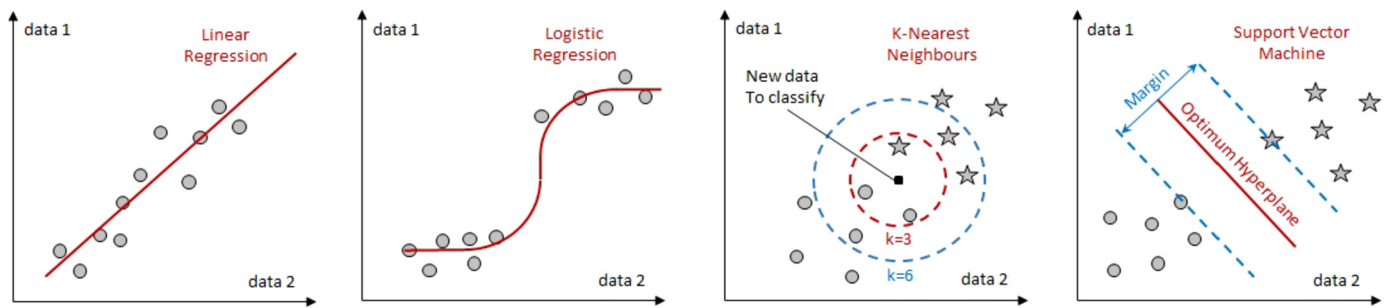 data 1
Linear
Regression
data 2
data 1
Logistic
Regression
data 2
data 1
K-Nearest
Neighbours
New data
To classify
k=3
k=6
data 2
data 1
Support Vector
Machine
Margin
Optimum Hyperplane
data 2